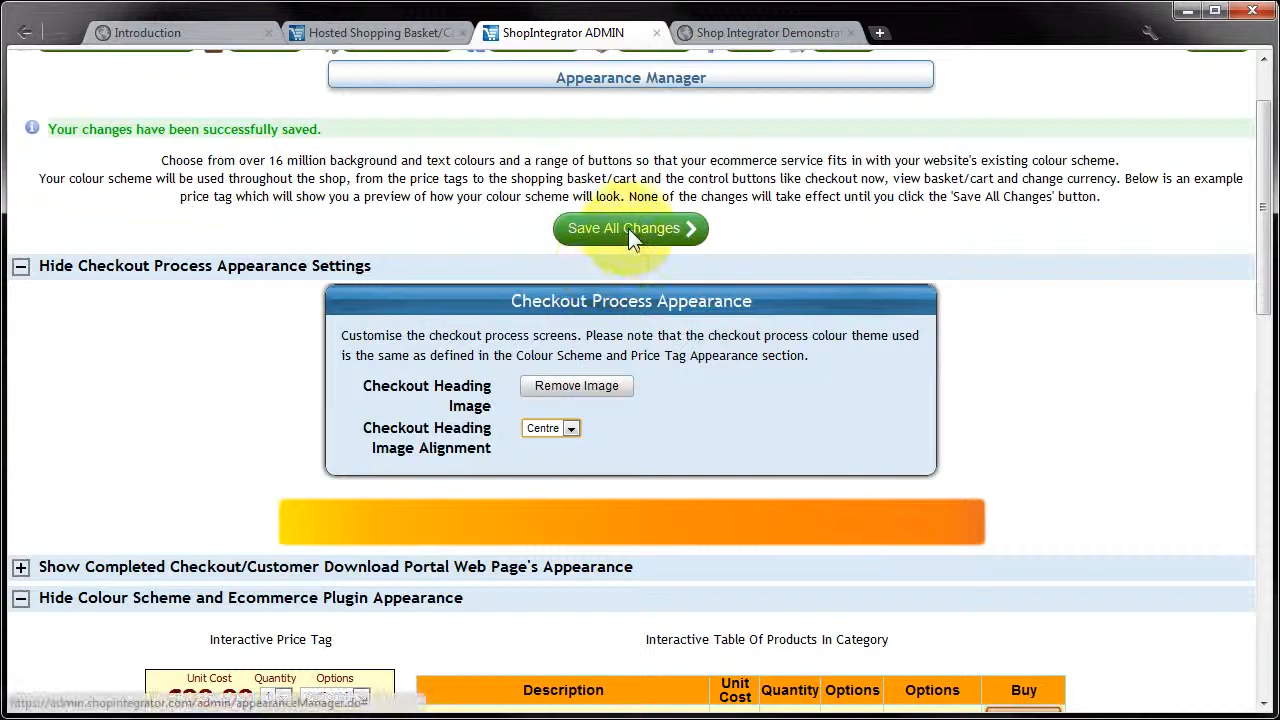 Introduction
Hosted Shopping Basket/C
ShopIntegrator ADMIN
Shop Integrator Demonstrat
Appearance Manager
Your changes have been successfully saved.
Choose from over 16 million background and text colours and a range of buttons so that your ecommerce service fits in with your website's existing colour scheme.
Your colour scheme will be used throughout the shop, from the price tags to the shopping basket/cart and the control buttons like checkout now, view basket/cart and change currency. Below is an example
price tag which will show you a preview of how your colour scheme will look. None of the changes will take effect until you click the 'Save All Changes' button.
Save All Changes
Hide Checkout Process Appearance Settings
Checkout Process Appearance
Customise the checkout process screens. Please note that the checkout process colour theme used
is the same as defined in the Colour Scheme and Price Tag Appearance section.
Checkout Heading
Image
Remove Image
Checkout Heading
Image Alignment
Centre
Show Completed Checkout/Customer Download Portal Web Page's Appearance
Hide Colour Scheme and Ecommerce Plugin Appearance
Interactive Price Tag
Interactive Table Of Products In Category
Unit Cost Quantity Options
Description
Unit
Cost
Quantity
Options
Options
Buy
https://admin.shopintegrator.com/admin/appearanceManager.do#